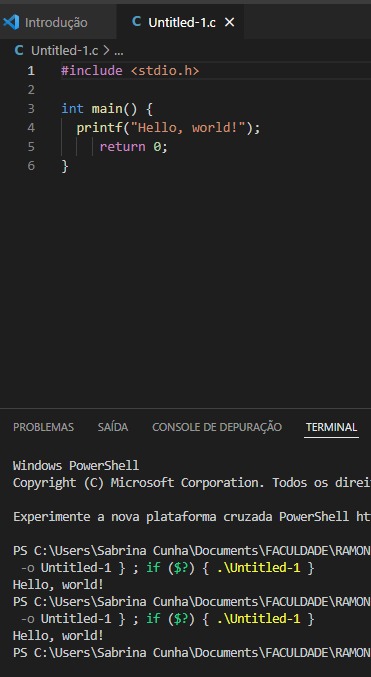 Introdução
C Untitled-1.c ×
C Untitled-1.c > ...
1 #include <stdio.h>
2
3 int main() {
4 printf("Hello, world!");
5 return 0;
6 }
PROBLEMAS SAÍDA CONSOLE DE DEPURAÇÃO TERMINAL
Windows PowerShell
Copyright (C) Microsoft Corporation. Todos os direi
Experimente a nova plataforma cruzada PowerShell ht
PS C:\Users\Sabrina Cunha\Documents\FACULDADE\RAMON
-o Untitled-1 } ; if ($?) { .\Untitled-1 }
Hello, world!
PS C:\Users\Sabrina Cunha\Documents\FACULDADE\RAMON
-o Untitled-1 } ; if ($?) { .\Untitled-1 }
Hello, world!
PS C:\Users\Sabrina Cunha\Documents\FACULDADE\RAMON